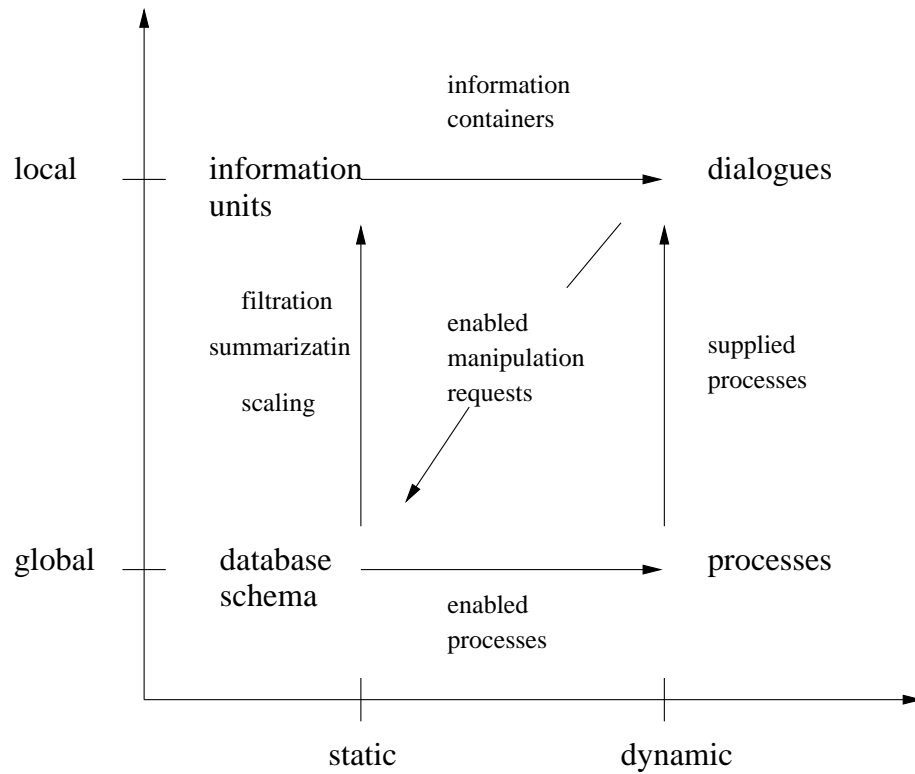 information
containers
local
information
units
dialogues
filtration
summarizatin
scaling
enabled
manipulation
requests
supplied
processes
global
database
schema
processes
enabled
processes
static
dynamic